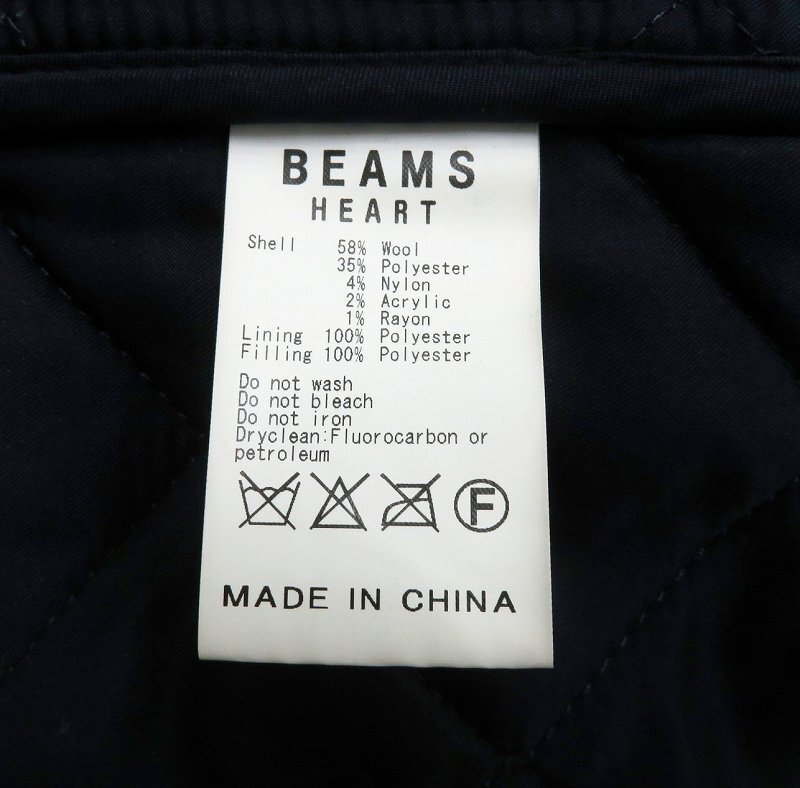 BEAMS
HEART
Shell 58% Wool
35% Polyester
4% Nylon
2% Acrylic
1% Rayon
Lining 100% Polyester
Filling 100% Polyester
Do not wash
Do not bleach
Do not iron
Dryclean:Fluorocarbon or
petroleum
F
MADE IN CHINA